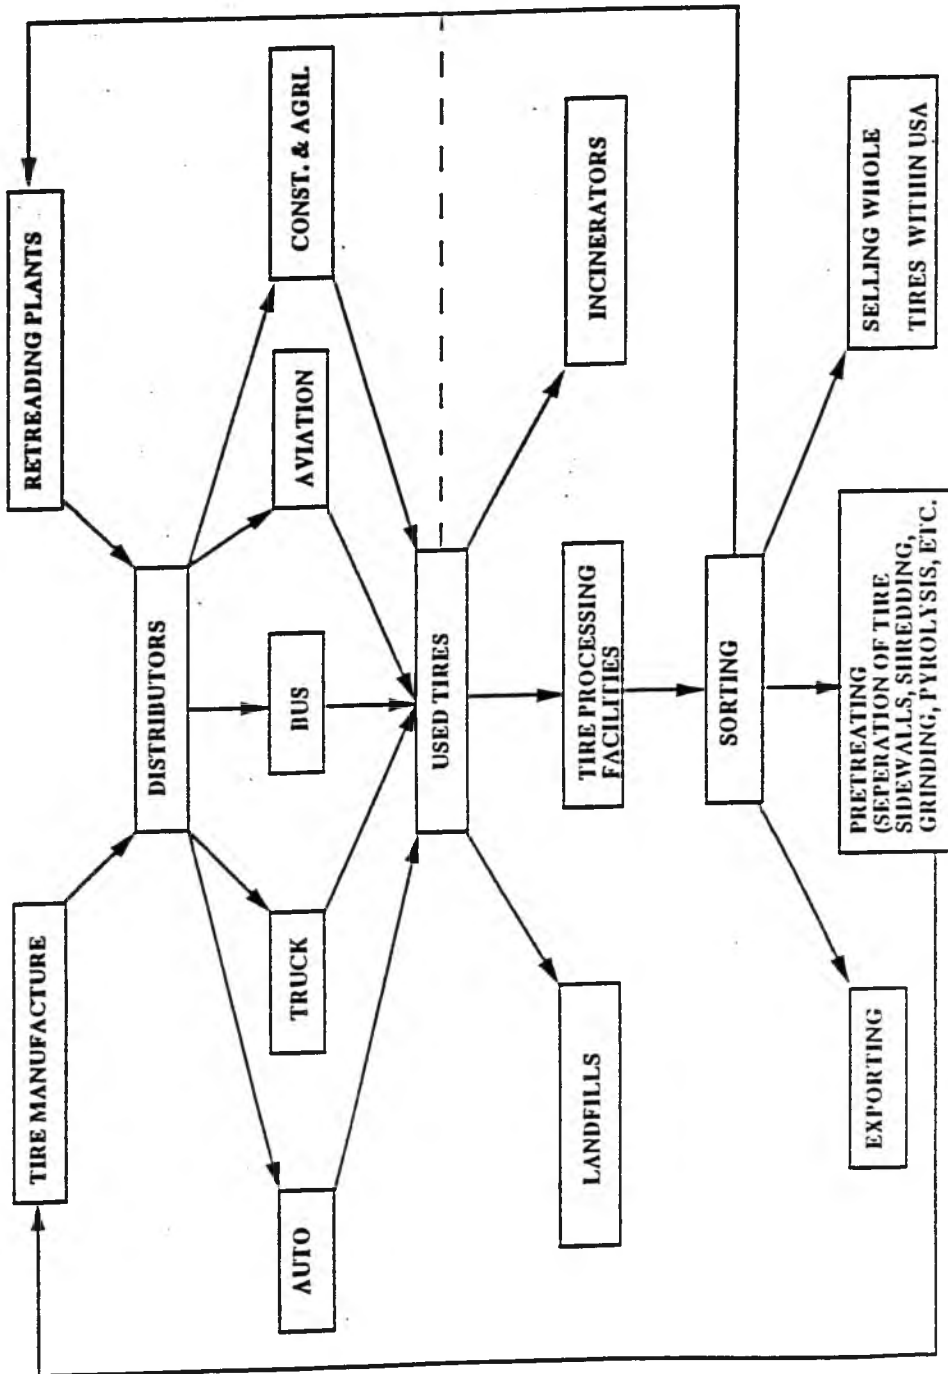 TIRE MANUFACTURE
RETREADING PLANTS
DISTRIBUTORS
AUTO
TRUCK
BUS
AVIATION
CONST. & AGRL.
USED TIRES
LANDFILLS
TIRE PROCESSING
FACILITIES
INCINERATORS
SORTING
EXPORTING
PRETREATING
(SEPERATION OF TIRE
SIDEWALLS, SHREDDING,
GRINDING, PYROLYSIS, ETC.
SELLING WHOLE
TIRES WITHIN USA